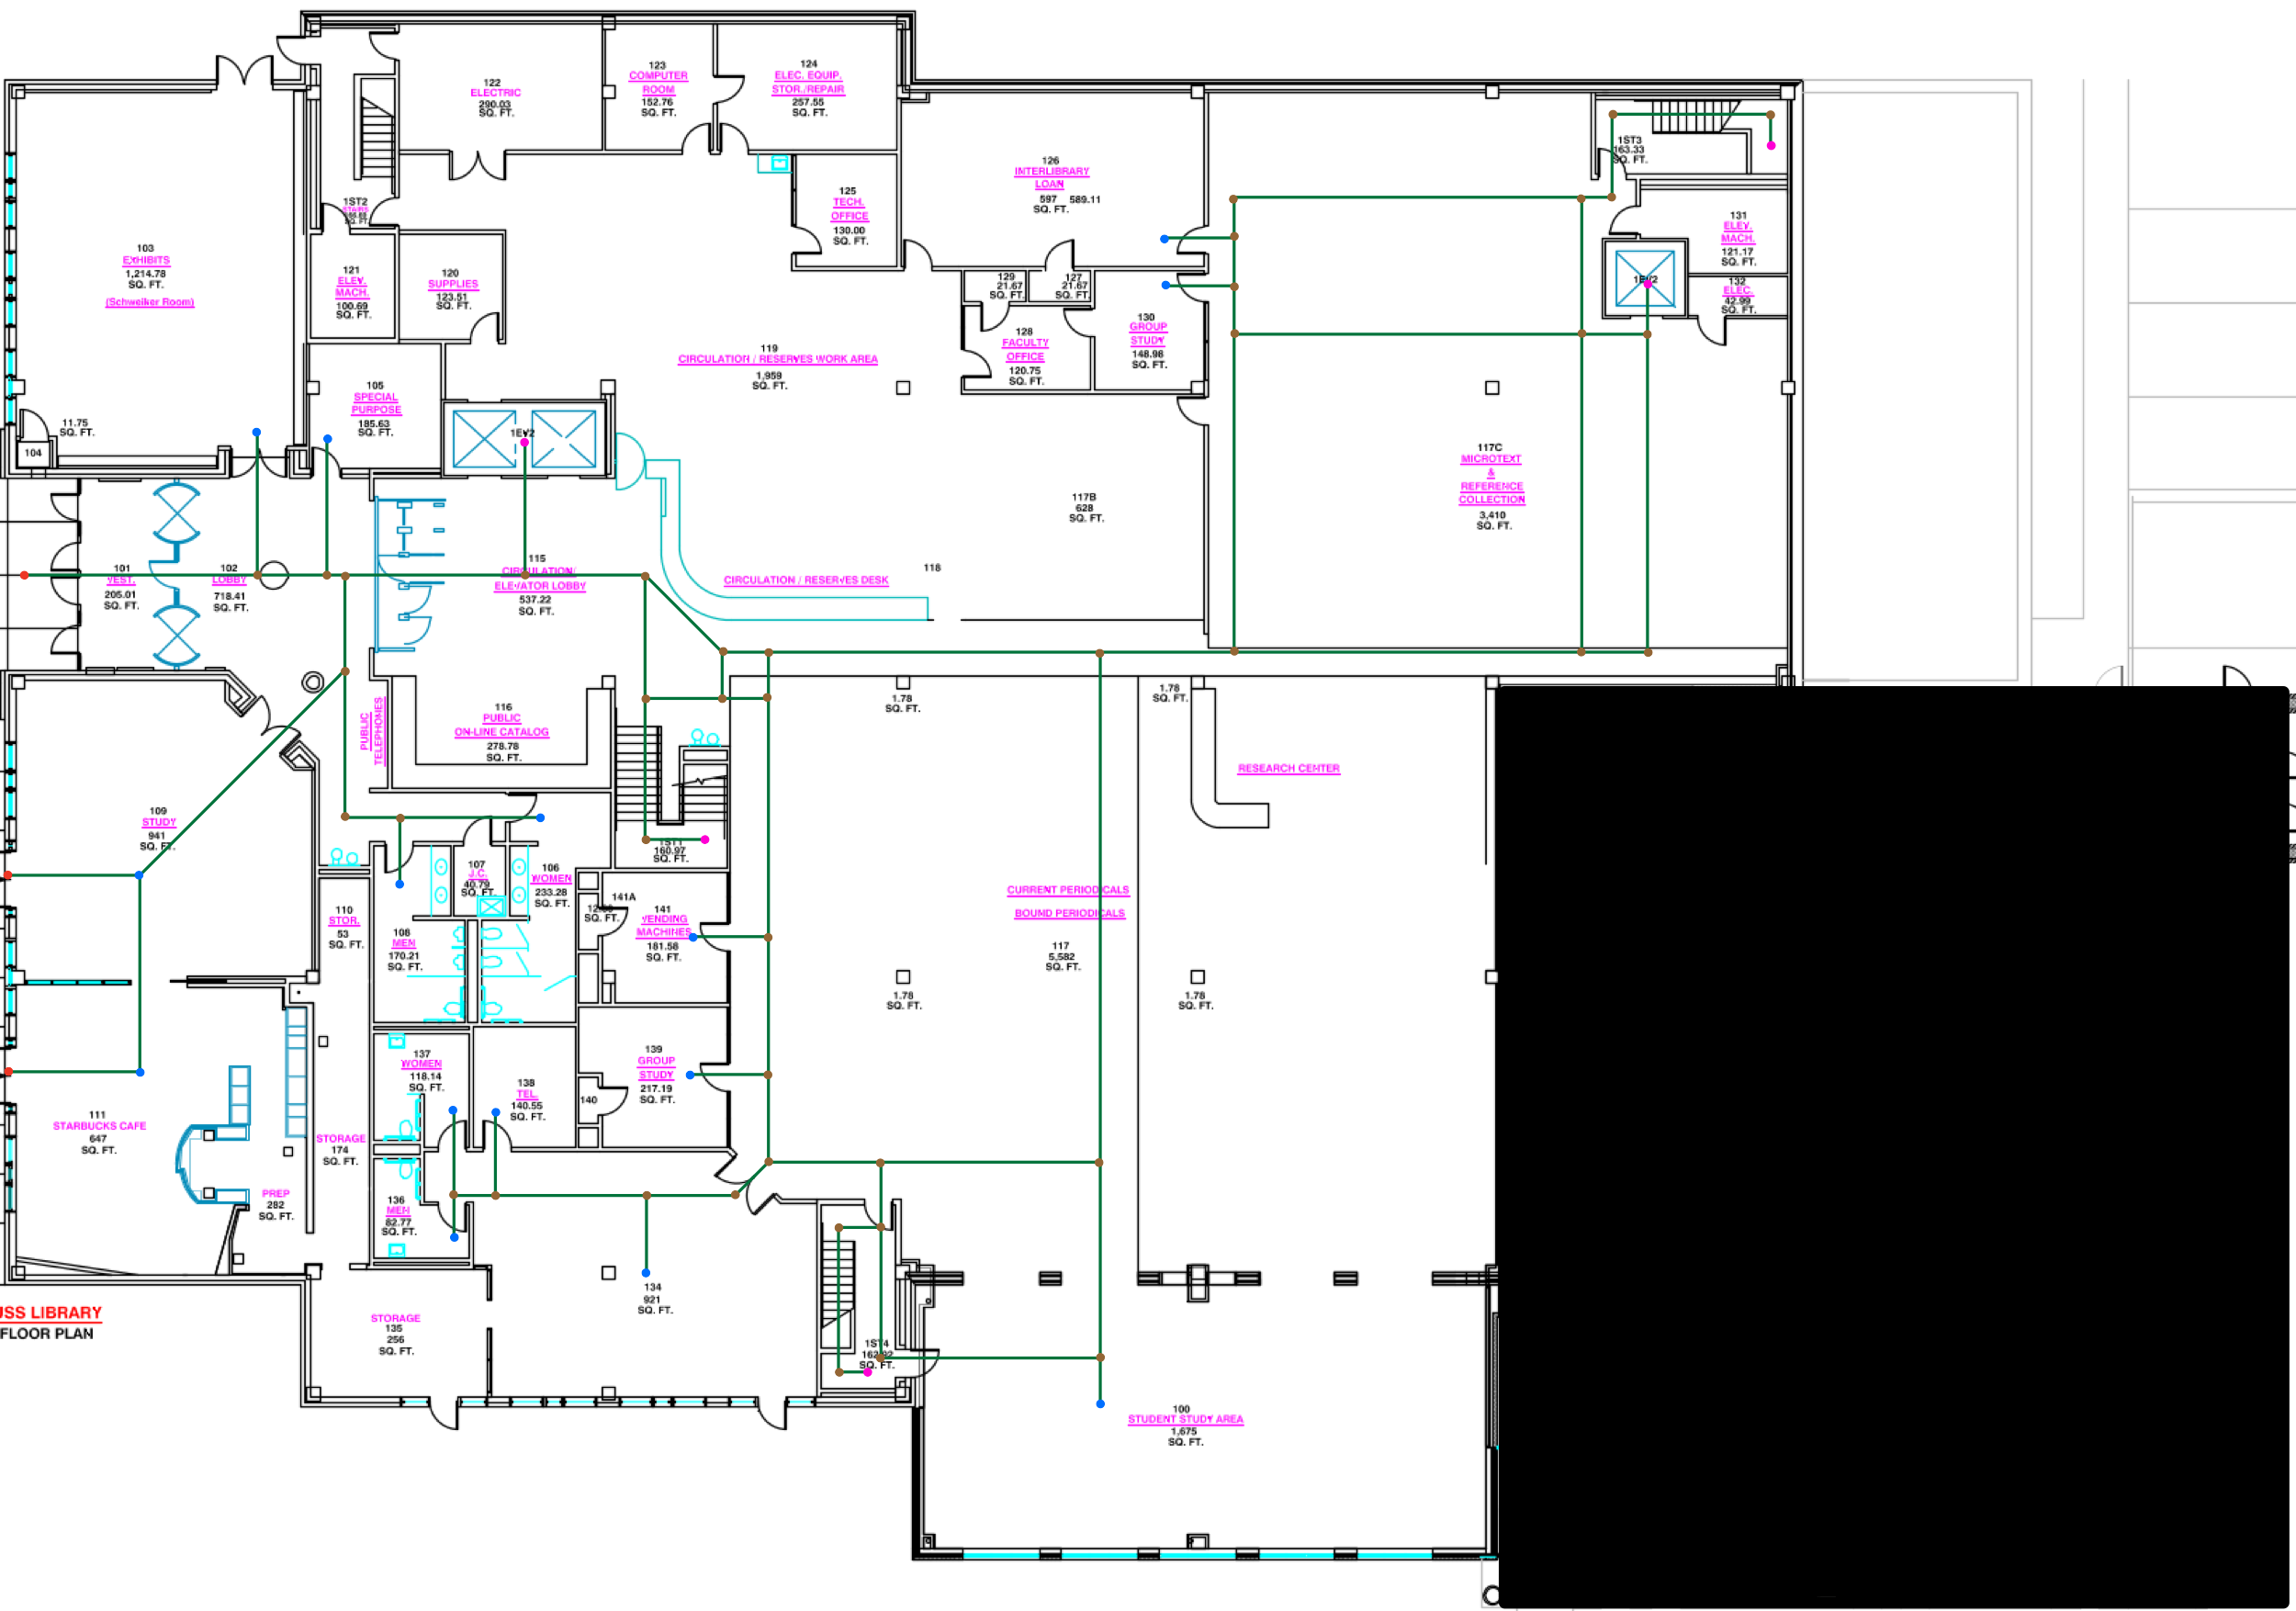 122
ELECTRIC
290.03
SQ. FT.
123
COMPUTER
ROOM
152.76
SQ. FT.
124
ELEC. EQUIP.
STOR./REPAIR
257.55
SQ. FT.
126
INTERLIBRARY
LOAN
597 589.11
SQ. FT.
1ST3
163.33
SQ. FT.
125
TECH.
OFFICE
130.00
SQ. FT.
1ST2
STAIRS
SQ. FT.
131
ELEV.
MACH.
121.17
SQ. FT.
103
EXHIBITS
1,214.78
SQ. FT.
(Schweiker Room)
121
ELEV.
MACH.
100.69
SQ. FT.
120
SUPPLIES
123.51
SQ. FT.
129
21.67
SQ. FT.
127
21.67
SQ. FT.
1EV2
132
ELEC.
42.99
SQ. FT.
128
FACULTY
OFFICE
120.75
SQ. FT.
130
GROUP
STUDY
148.98
SQ. FT.
119
CIRCULATION / RESERVES WORK AREA
1,959
SQ. FT.
105
SPECIAL
PURPOSE
185.63
SQ. FT.
11.75
SQ. FT.
104
1EV2
117C
MICROTEXT
&
REFERENCE
COLLECTION
3,410
SQ. FT.
117B
628
SQ. FT.
101
VEST.
205.01
SQ. FT.
102
LOBBY
718.41
SQ. FT.
115
CIRCULATION/
ELEVATOR LOBBY
537.22
SQ. FT.
118
CIRCULATION / RESERVES DESK
PUBLIC
TELEPHONES
116
PUBLIC
ON-LINE CATALOG
278.78
SQ. FT.
1.78
SQ. FT.
1.78
SQ. FT.
RESEARCH CENTER
109
STUDY
941
SQ. FT.
1ST1
160.97
SQ. FT.
107
J.C.
40.79
SQ. FT.
106
WOMEN
233.28
SQ. FT.
110
STOR.
53
SQ. FT.
108
MEN
170.21
SQ. FT.
SQ. FT.
141A
141
VENDING
MACHINES
181.58
SQ. FT.
CURRENT PERIODICALS
BOUND PERIODICALS
117
5,582
SQ. FT.
1.78
SQ. FT.
1.78
SQ. FT.
137
WOMEN
118.14
SQ. FT.
138
TEL.
140.55
SQ. FT.
139
GROUP
STUDY
217.19
SQ. FT.
140
111
STARBUCKS CAFE
647
SQ. FT.
STORAGE
174
SQ. FT.
PREP
282
SQ. FT.
136
MEN
82.77
SQ. FT.
134
921
SQ. FT.
USS LIBRARY
FLOOR PLAN
STORAGE
135
256
SQ. FT.
1ST4
SQ. FT.
100
STUDENT STUDY AREA
1,675
SQ. FT.